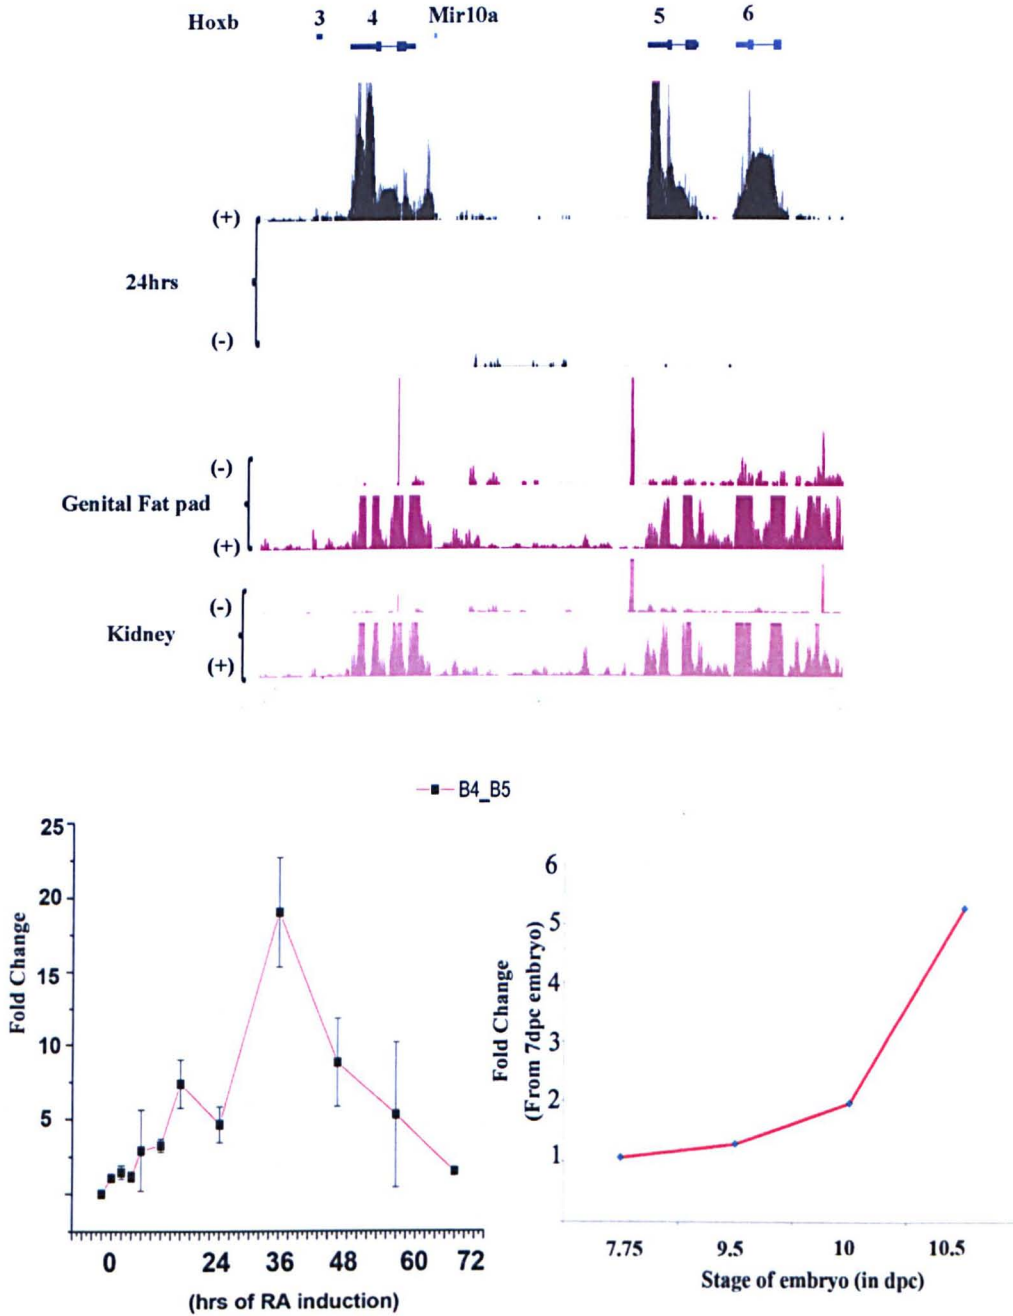 Hoxb 3 4 Mir10a 5 6
(+)
24hrs
(-)
(-)
Genital Fat pad
(+)
(-)
Kidney
(+)
B4_B5
25
20
15
10
5
Fold Change
0 24 36 48 60 72
(hrs of RA induction)
6
5
4
3
2
1
Fold Change
(From 7dpc embryo)
7.75 9.5 10 10.5
Stage of embryo (in dpc)